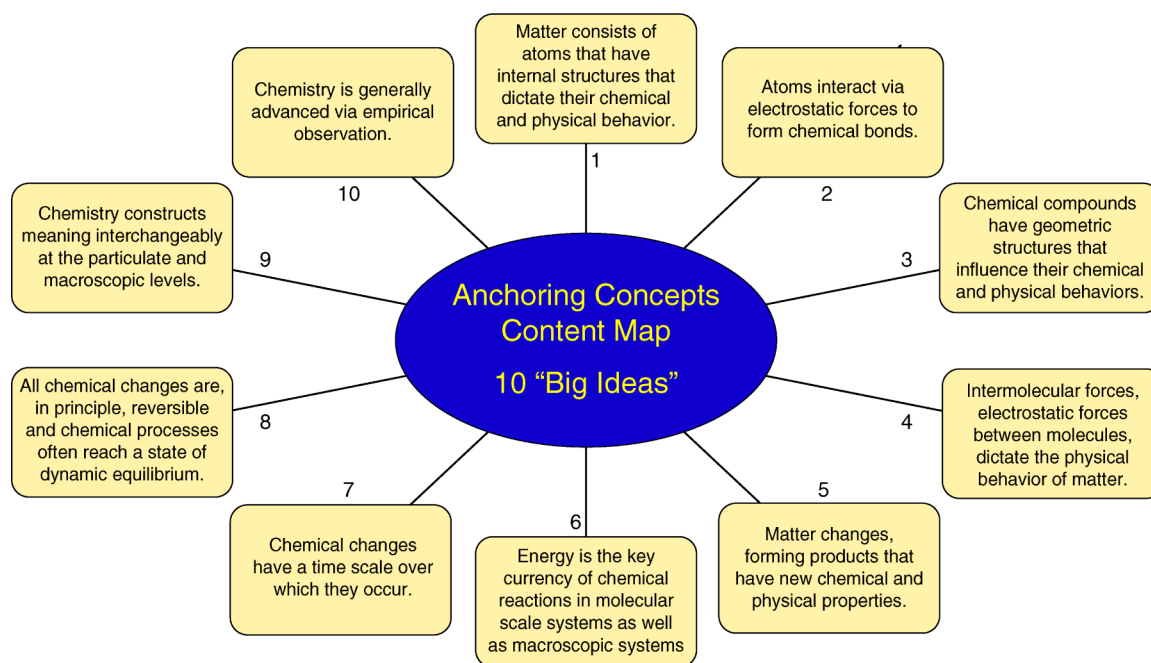 Anchoring Concepts
Content Map
10 “Big Ideas”
Matter consists of
atoms that have
internal structures that
dictate their chemical
and physical behavior.
1
Atoms interact via
electrostatic forces to
form chemical bonds.
2
Chemical compounds
have geometric
structures that
influence their chemical
and physical behaviors.
3
Intermolecular forces,
electrostatic forces
between molecules,
dictate the physical
behavior of matter.
4
Matter changes,
forming products that
have new chemical and
physical properties.
5
Energy is the key
currency of chemical
reactions in molecular
scale systems as well
as macroscopic systems
6
Chemical changes
have a time scale over
which they occur.
7
All chemical changes are,
in principle, reversible
and chemical processes
often reach a state of
dynamic equilibrium.
8
Chemistry constructs
meaning interchangeably
at the particulate and
macroscopic levels.
9
Chemistry is generally
advanced via empirical
observation.
10